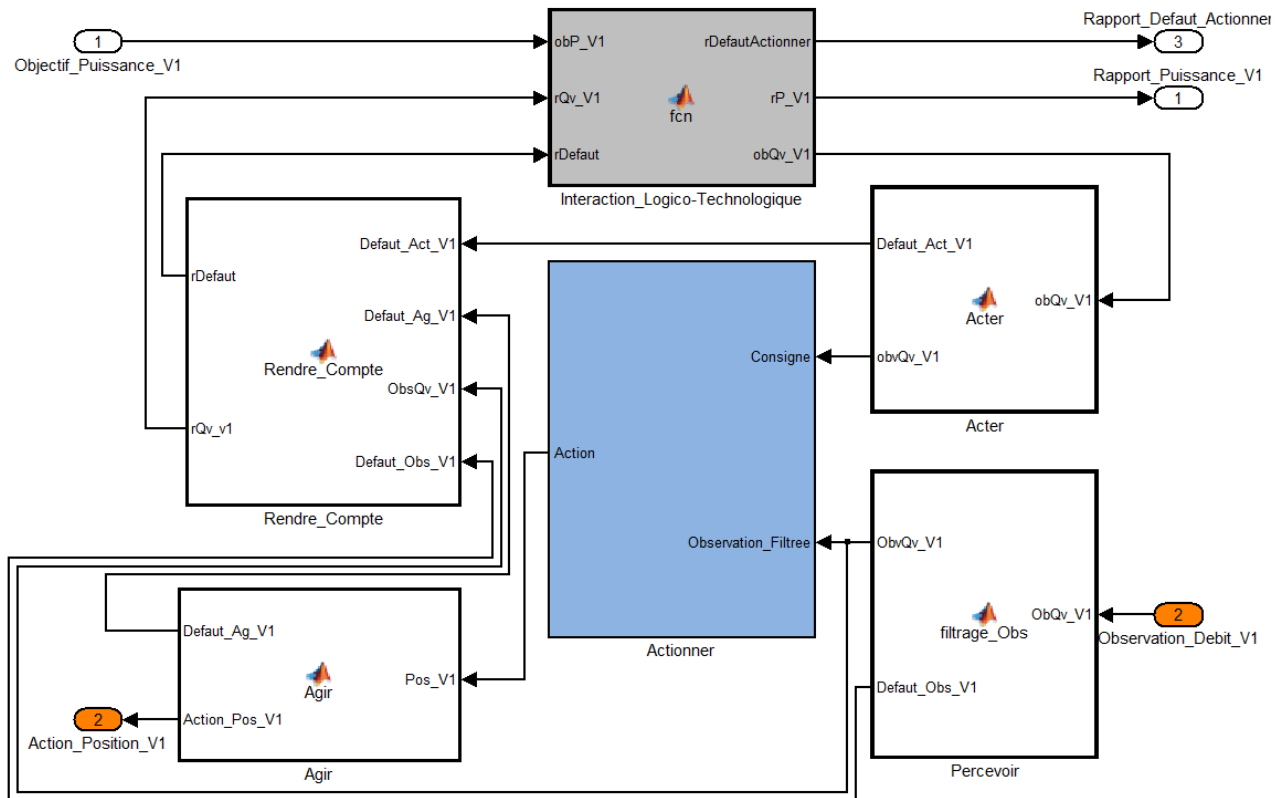 Rapport_Defaut_Actionner
1
Objectif_Puissance_V1
obP_V1
rDefautActionner
3
Rapport_Puissance_V1
rQv_V1
fcn
rP_V1
1
rDefaut
obQv_V1
Interaction_Logico-Technologique
Defaut_Act_V1
rDefaut
Defaut_Ag_V1
Rendre_Compte
ObsQv_V1
rQv_v1
Defaut_Obs_V1
Rendre_Compte
Defaut_Act_V1
obQv_V1
Acter
obvQv_V1
Acter
Consigne
Action
Observation_Filtree
Actionner
ObvQv_V1
ObQv_V1
filtrage_Obs
Defaut_Obs_V1
Percevoir
2
Observation_Debit_V1
Defaut_Ag_V1
Pos_V1
Agir
Action_Pos_V1
Agir
2
Action_Position_V1